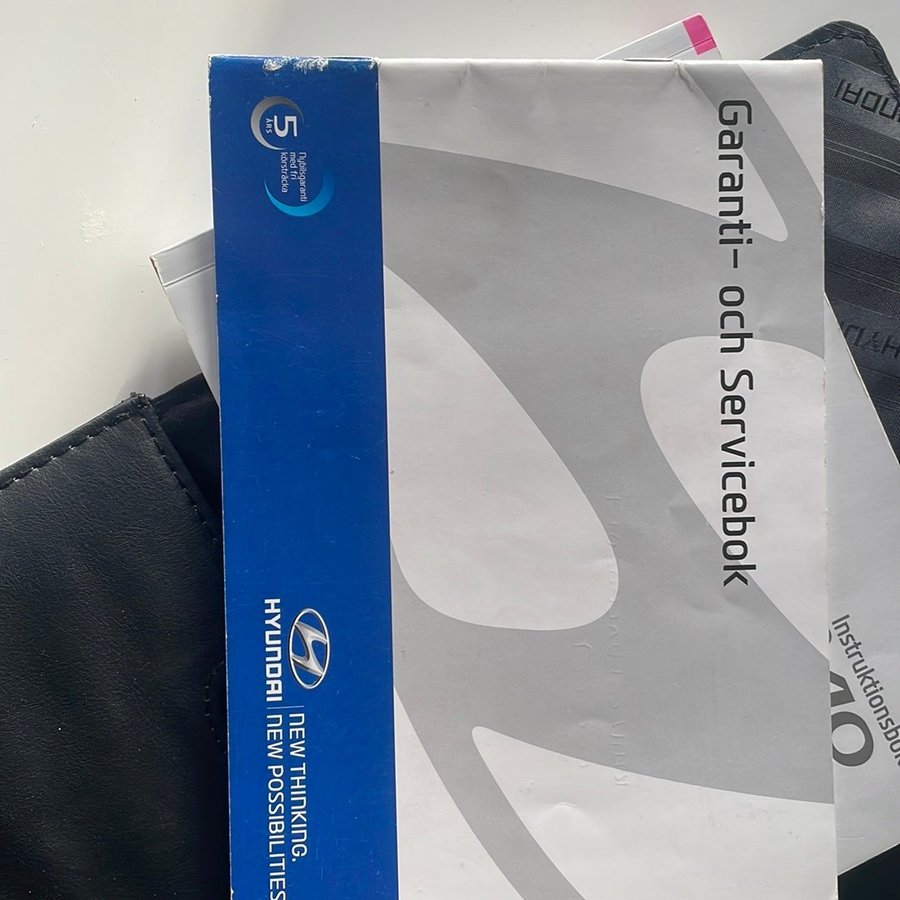 Garanti- och Servicebok
5
ÅRS
Nybilsgaranti
med fri
körsträcka
HYUNDAI
NEW THINKING.
NEW POSSIBILITIES
Instruktionsbok